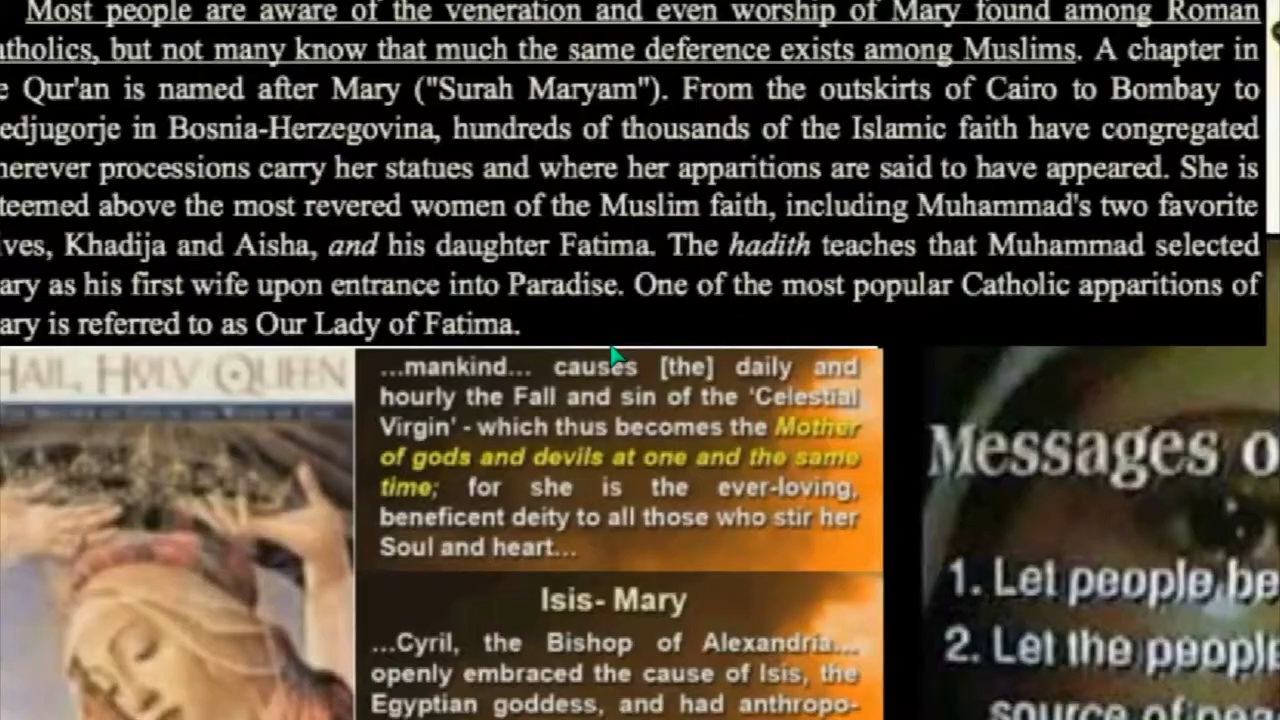 Most people are aware of the veneration and even worship of Mary found among Roman
atholics, but not many know that much the same deference exists among Muslims. A chapter in
e Qur'an is named after Mary ("Surah Maryam"). From the outskirts of Cairo to Bombay to
edjugorje in Bosnia-Herzegovina, hundreds of thousands of the Islamic faith have congregated
herever processions carry her statues and where her apparitions are said to have appeared. She is
teemed above the most revered women of the Muslim faith, including Muhammad's two favorite
ives, Khadija and Aisha, and his daughter Fatima. The hadith teaches that Muhammad selected
ary as his first wife upon entrance into Paradise. One of the most popular Catholic apparitions of
ary is referred to as Our Lady of Fatima.
HAIL, HOLY QUEEN
...mankind... causes [the] daily and
hourly the Fall and sin of the 'Celestial
Virgin' - which thus becomes the Mother
of gods and devils at one and the same
time; for she is the ever-loving,
beneficent deity to all those who stir her
Soul and heart...
Isis- Mary
...Cyril, the Bishop of Alexandria...
openly embraced the cause of Isis, the
Egyptian goddess, and had anthropo-
Messages o
1. Let people be
2. Let the people
source of